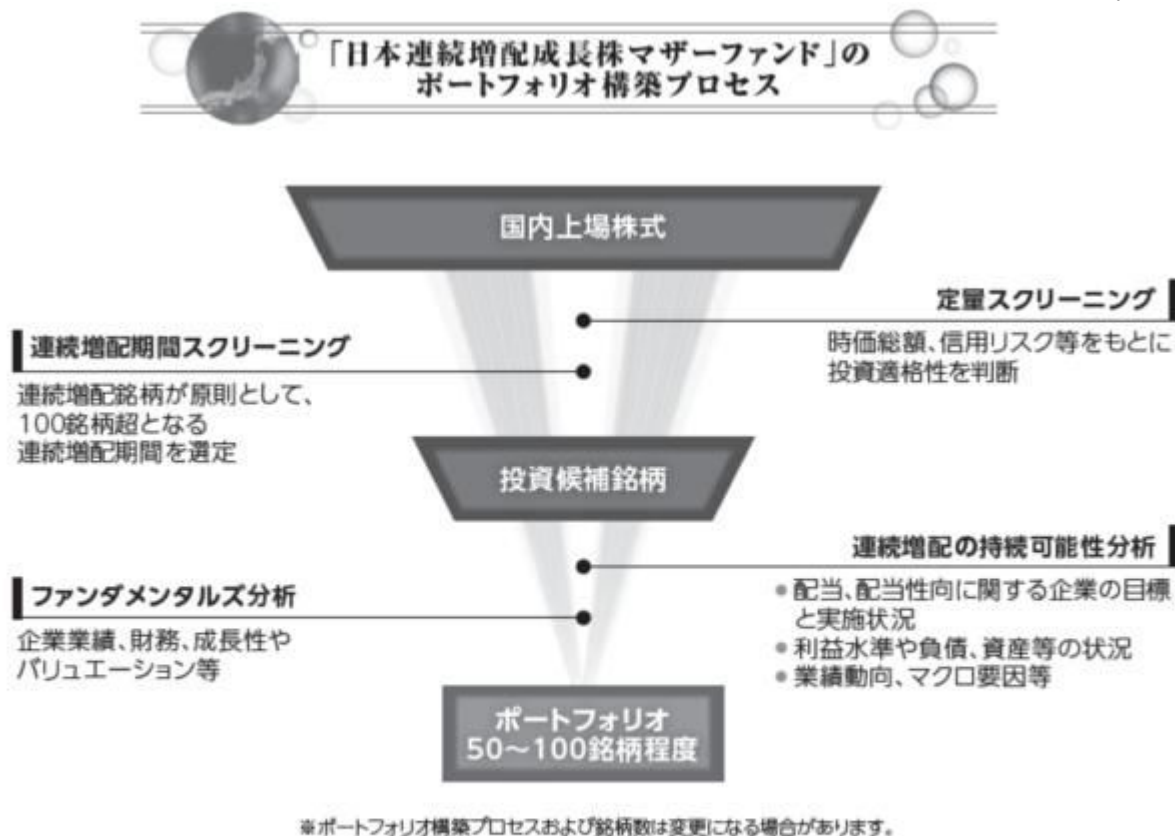 「日本連続増配成長株マザーファンド」の
ポートフォリオ構築プロセス
国内上場株式
定量スクリーニング
時価総額、信用リスク等をもとに
投資適格性を判断
連続増配期間スクリーニング
連続増配銘柄が原則として、
100銘柄超となる
連続増配期間を選定
投資候補銘柄
連続増配の持続可能性分析
●配当、配当性向に関する企業の目標
と実施状況
●利益水準や負債、資産等の状況
●業績動向、マクロ要因等
ファンダメンタルズ分析
企業業績、財務、成長性や
バリュエーション等
ポートフォリオ
50～100銘柄程度
※ポートフォリオ構築プロセスおよび銘柄数は変更になる場合があります。